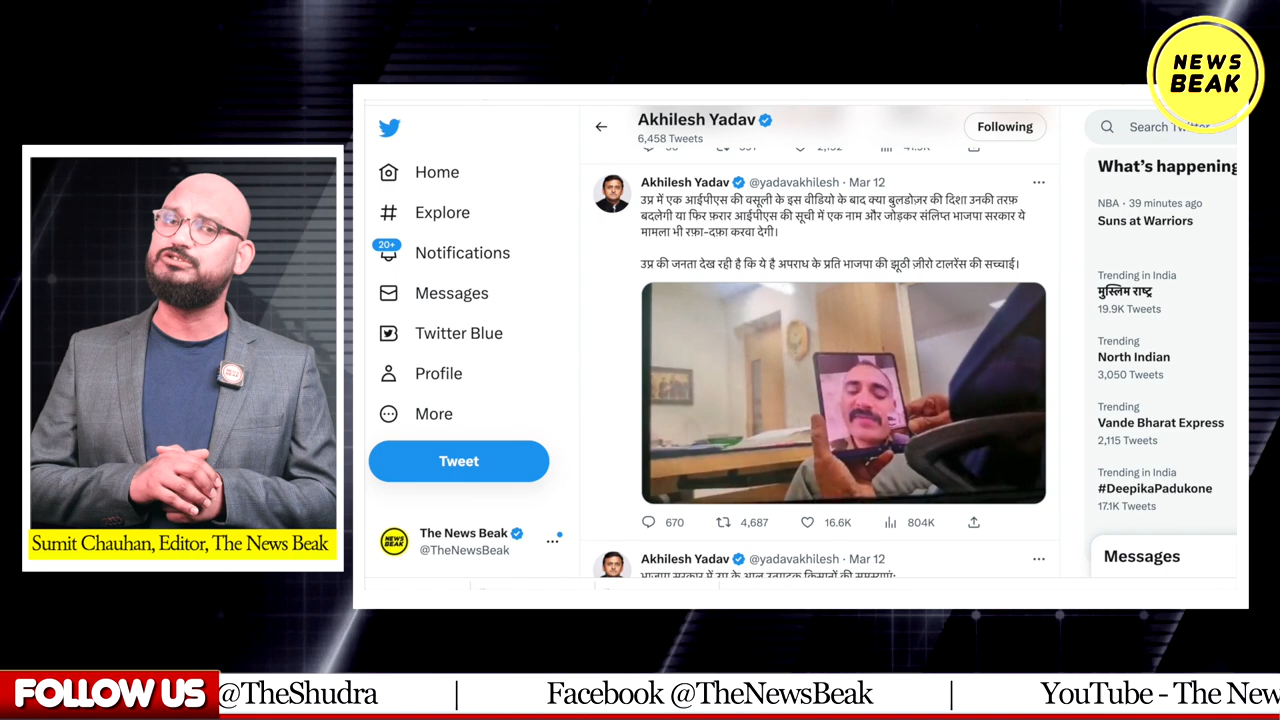 NEWS
BEAK
Akhilesh Yadav
6,458 Tweets
Following
Search Twitter
Home
Explore
20+
Notifications
Messages
Twitter Blue
Profile
More
Tweet
The News Beak
@TheNewsBeak
Akhilesh Yadav @yadavakhilesh · Mar 12
उप्र में एक आईपीएस की वसूली के इस वीडियो के बाद क्या बुलडोज़र की दिशा उनकी तरफ़
बदलेगी या फिर फ़रार आईपीएस की सूची में एक नाम और जोड़कर संलिप्त भाजपा सरकार ये
मामला भी रफ़ा-दफ़ा करवा देगी।
उप्र की जनता देख रही है कि ये है अपराध के प्रति भाजपा की झूठी ज़ीरो टालरेंस की सच्चाई।
670 4,687 16.6K 804K
Akhilesh Yadav @yadavakhilesh · Mar 12
What's happening
NBA · 39 minutes ago
Suns at Warriors
Trending in India
मुस्लिम राष्ट्र
19.9K Tweets
Trending
North Indian
3,050 Tweets
Trending
Vande Bharat Express
2,115 Tweets
Trending in India
#DeepikaPadukone
17.1K Tweets
Messages
Sumit Chauhan, Editor, The News Beak
FOLLOW US @TheShudra | Facebook @TheNewsBeak | YouTube - The New